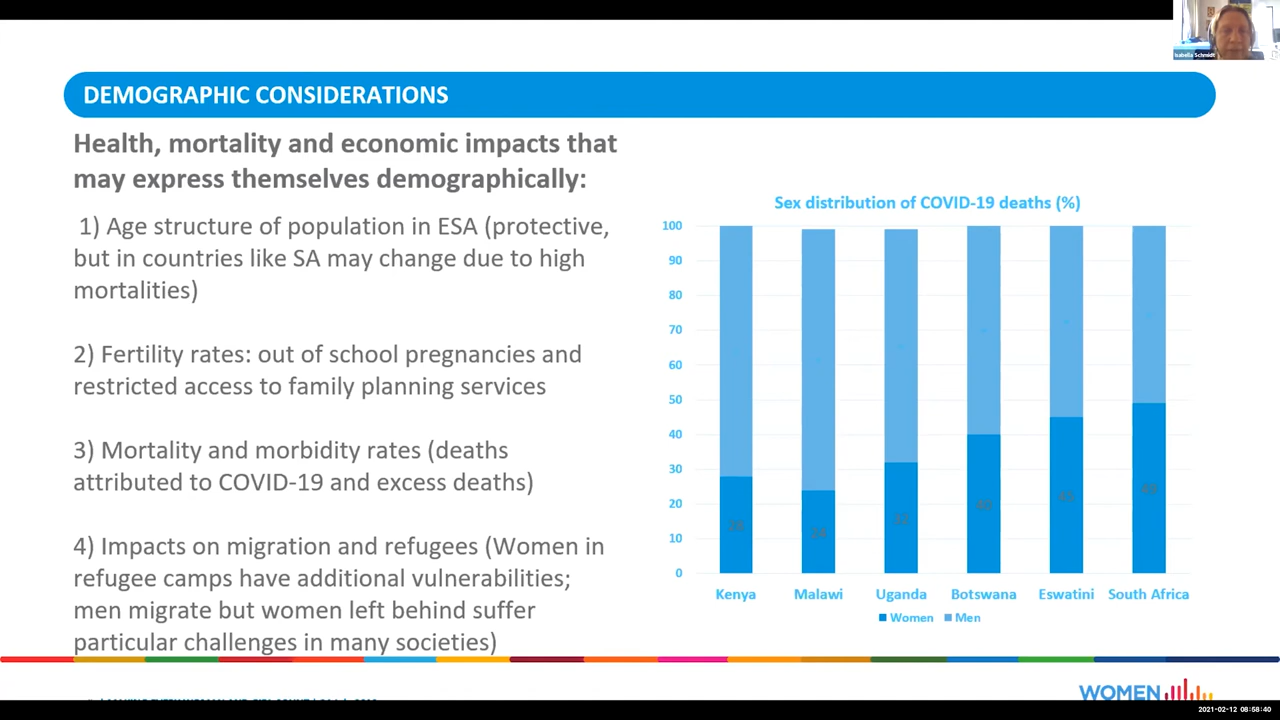 Isabella Schmidt
DEMOGRAPHIC CONSIDERATIONS
Health, mortality and economic impacts that
may express themselves demographically:
1) Age structure of population in ESA (protective,
but in countries like SA may change due to high
mortalities)
2) Fertility rates: out of school pregnancies and
restricted access to family planning services
3) Mortality and morbidity rates (deaths
attributed to COVID-19 and excess deaths)
4) Impacts on migration and refugees (Women in
refugee camps have additional vulnerabilities;
men migrate but women left behind suffer
particular challenges in many societies)
Sex distribution of COVID-19 deaths (%)
100
90
80
70
60
50
40
30
20
10
0
Kenya Malawi Uganda Botswana Eswatini South Africa
Women Men
WOMEN
2021-02-12 08:58:40